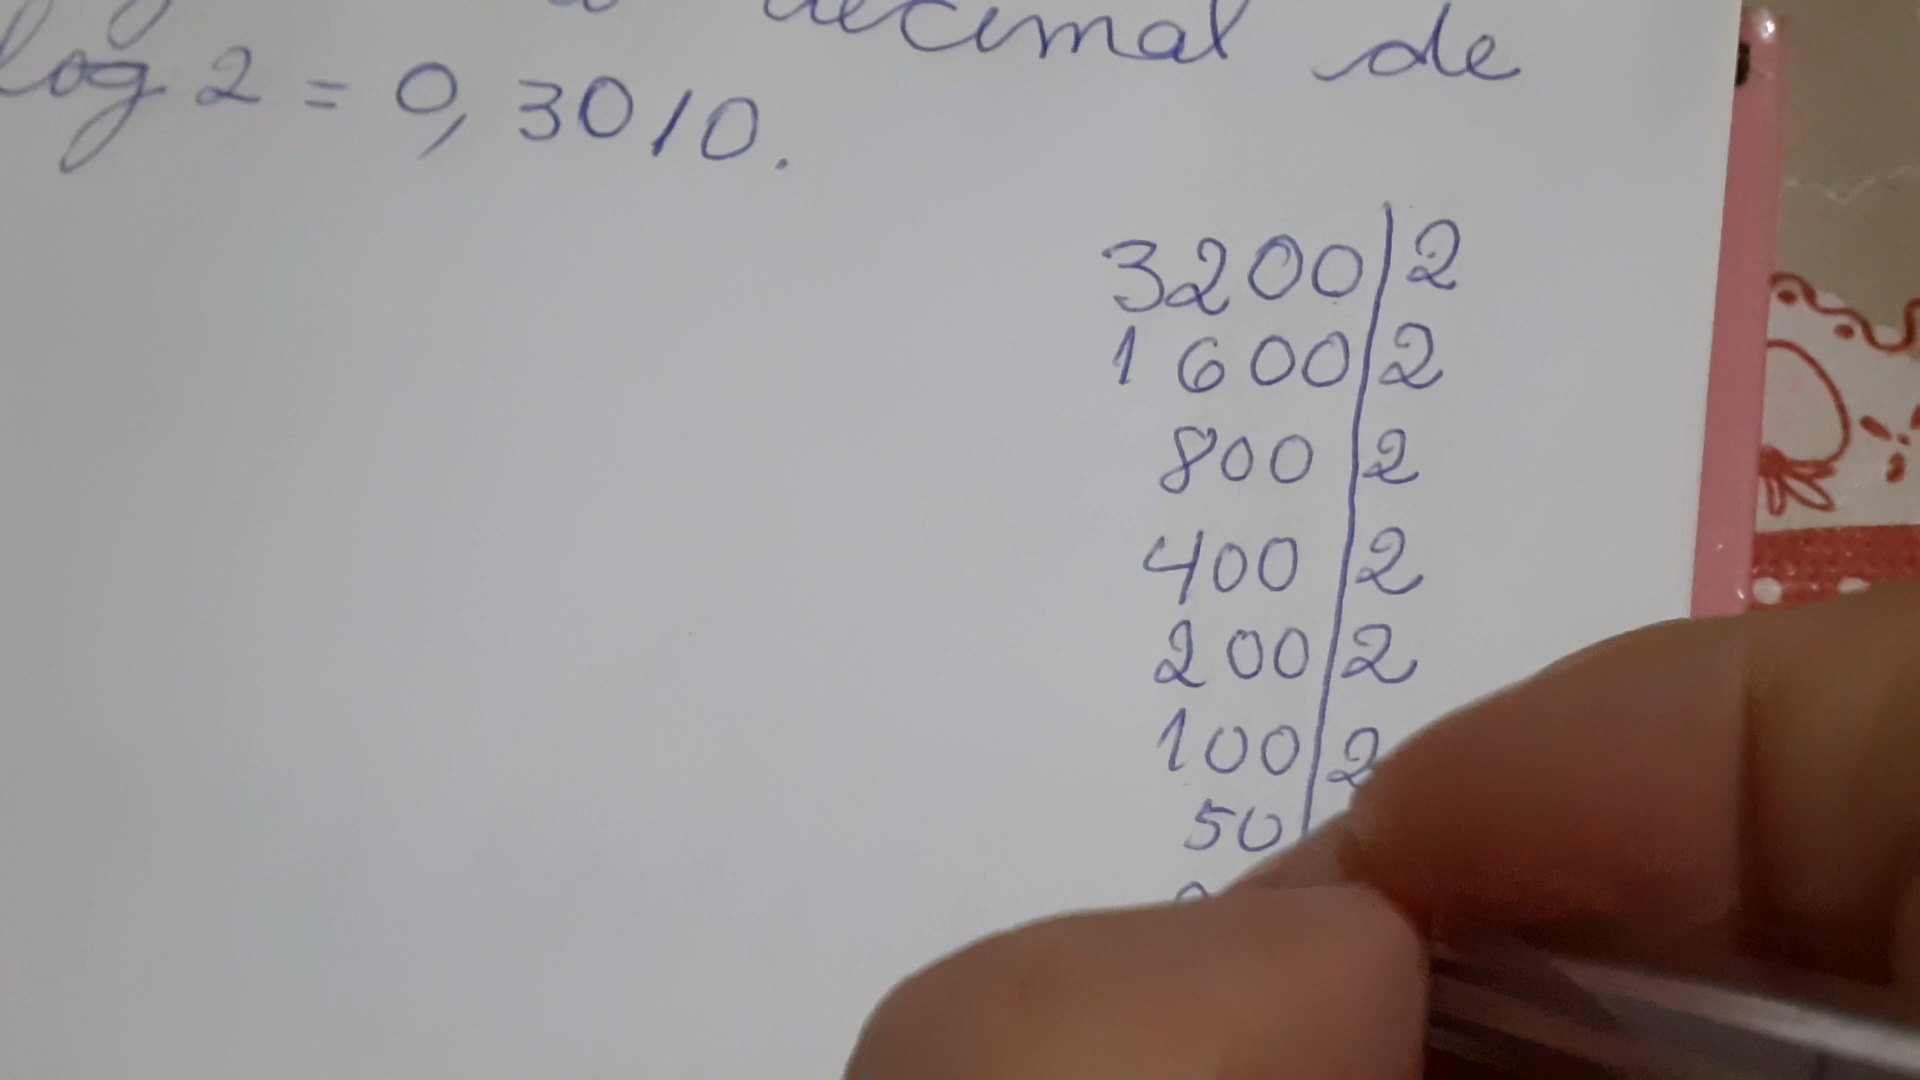 decimal de
log 2 = 0,3010.
3200 | 2
1600 | 2
800 | 2
400 | 2
200 | 2
100 | 2
50 |